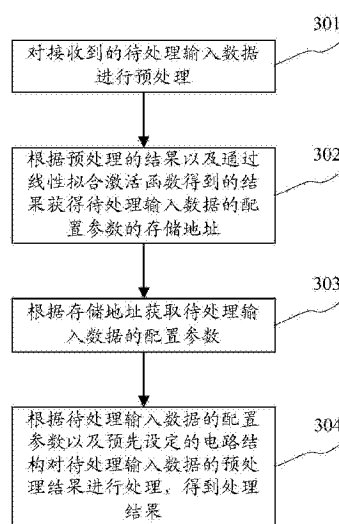 301
对接收到的待处理输入数据
进行预处理
302
根据预处理的结果以及通过
线性拟合激活函数得到的结
果获得待处理输入数据的配
置参数的存储地址
303
根据存储地址获取待处理输
入数据的配置参数
304
根据待处理输入数据的配置
参数以及预先设定的电路结
构对待处理输入数据的预处
理结果进行处理，得到处理
结果